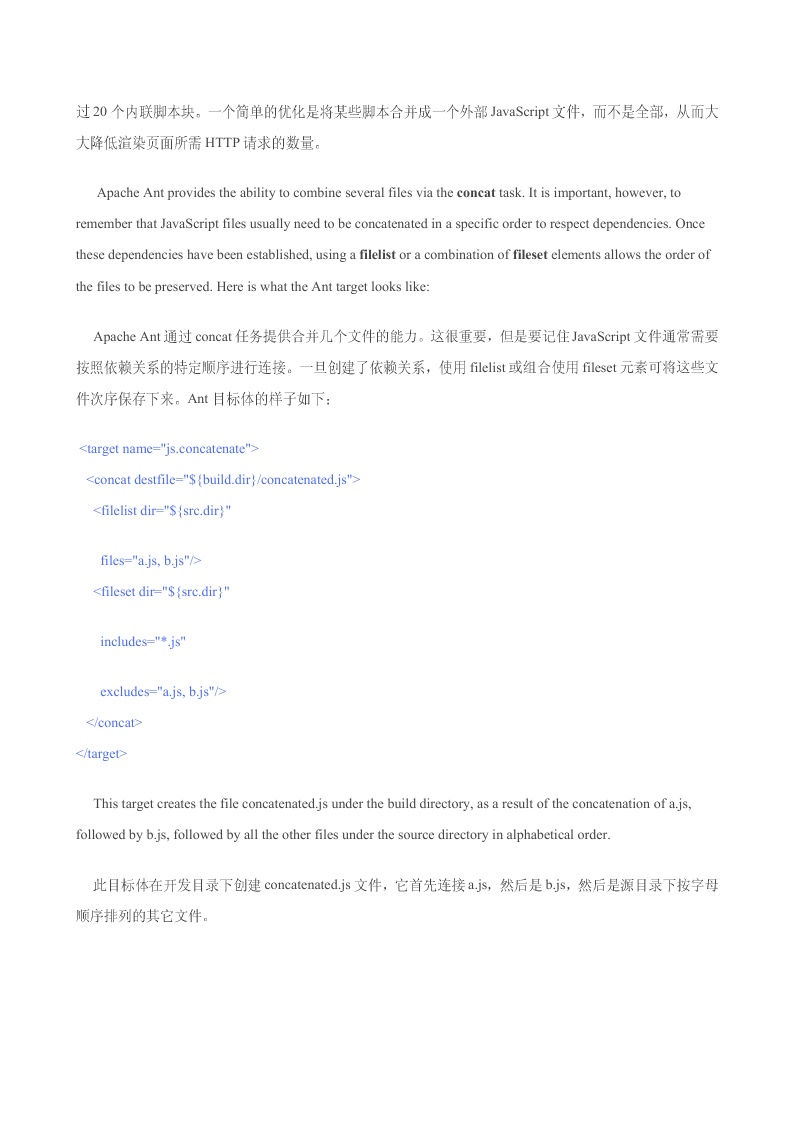 过 20 个内联脚本块。一个简单的优化是将某些脚本合并成一个外部 JavaScript 文件，而不是全部，从而大
大降低渲染页面所需 HTTP 请求的数量。
Apache Ant provides the ability to combine several files via the concat task. It is important, however, to
remember that JavaScript files usually need to be concatenated in a specific order to respect dependencies. Once
these dependencies have been established, using a filelist or a combination of fileset elements allows the order of
the files to be preserved. Here is what the Ant target looks like:
Apache Ant 通过 concat 任务提供合并几个文件的能力。这很重要，但是要记住 JavaScript 文件通常需要
按照依赖关系的特定顺序进行连接。一旦创建了依赖关系，使用 filelist 或组合使用 fileset 元素可将这些文
件次序保存下来。Ant 目标体的样子如下：
<target name="js.concatenate">
<concat destfile="${build.dir}/concatenated.js">
<filelist dir="${src.dir}"
files="a.js, b.js"/>
<fileset dir="${src.dir}"
includes="*.js"
excludes="a.js, b.js"/>
</concat>
</target>
This target creates the file concatenated.js under the build directory, as a result of the concatenation of a.js,
followed by b.js, followed by all the other files under the source directory in alphabetical order.
此目标体在开发目录下创建 concatenated.js 文件，它首先连接 a.js，然后是 b.js，然后是源目录下按字母
顺序排列的其它文件。